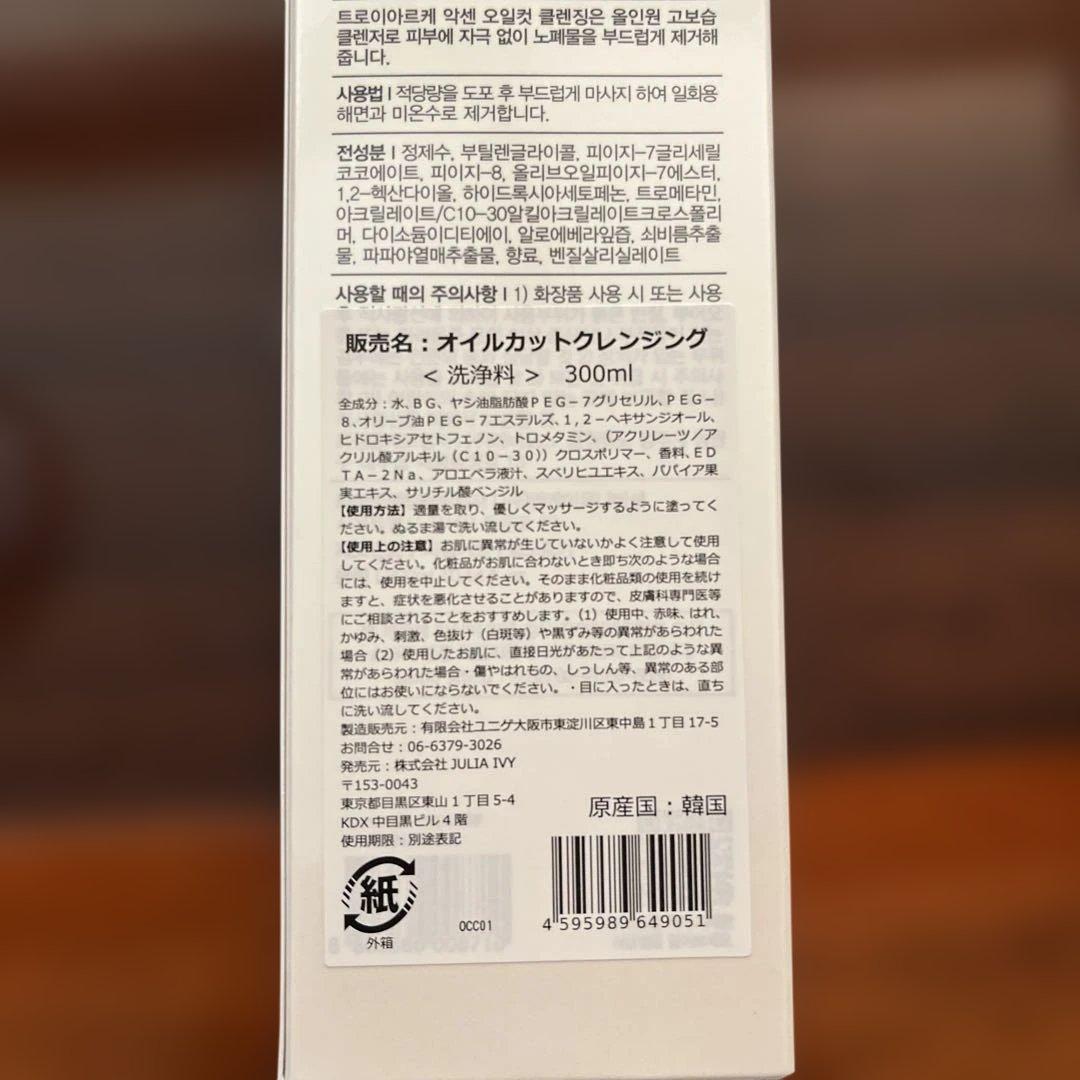 트로이아르케 악센 오일컷 클렌징은 올인원 고보습
클렌저로 피부에 자극 없이 노폐물을 부드럽게 제거해
줍니다.
사용법 | 적당량을 도포 후 부드럽게 마사지 하여 일회용
해면과 미온수로 제거합니다.
전성분 | 정제수, 부틸렌글라이콜, 피이지-7글리세릴
코코에이트, 피이지-8, 올리브오일피이지-7에스터,
1,2-헥산다이올, 하이드록시아세토페논, 트로메타민,
아크릴레이트/C10-30알킬아크릴레이트크로스폴리
머, 다이소듐이디티에이, 알로에베라잎즙, 쇠비름추출
물, 파파야열매추출물, 향료, 벤질살리실레이트
사용할 때의 주의사항 | 1) 화장품 사용 시 또는 사용
販売名：オイルカットクレンジング
＜ 洗浄料 ＞ 300ml
全成分：水、BG、ヤシ油脂肪酸PEG－7グリセリル、PEG－
8、オリーブ油PEG－7エステルズ、1，2－ヘキサンジオール、
ヒドロキシアセトフェノン、トロメタミン、（アクリレーツ／ア
クリル酸アルキル（C10－30））クロスポリマー、香料、ED
TA－2Na、アロエベラ液汁、スベリヒユエキス、パパイア果
実エキス、サリチル酸ベンジル
【使用方法】適量を取り、優しくマッサージするように塗ってく
ださい。ぬるま湯で洗い流してください。
【使用上の注意】お肌に異常が生じていないかよく注意して使用
してください。化粧品がお肌に合わないとき即ち次のような場合
には、使用を中止してください。そのまま化粧品類の使用を続け
ますと、症状を悪化させることがありますので、皮膚科専門医等
にご相談されることをおすすめします。（1）使用中、赤味、はれ、
かゆみ、刺激、色抜け（白斑等）や黒ずみ等の異常があらわれた
場合（2）使用したお肌に、直接日光があたって上記のような異
常があらわれた場合・傷やはれもの、しっしん等、異常のある部
位にはお使いにならないでください。・目に入ったときは、直ち
に洗い流してください。
製造販売元：有限会社ユニゲ大阪市東淀川区東中島１丁目17-5
お問合せ：06-6379-3026
発売元：株式会社 JULIA IVY
〒153-0043
東京都目黒区東山１丁目5-4
KDX 中目黒ビル４階
使用期限：別途表記
原産国：韓国
紙
外箱
OCC01
4 595989 649051